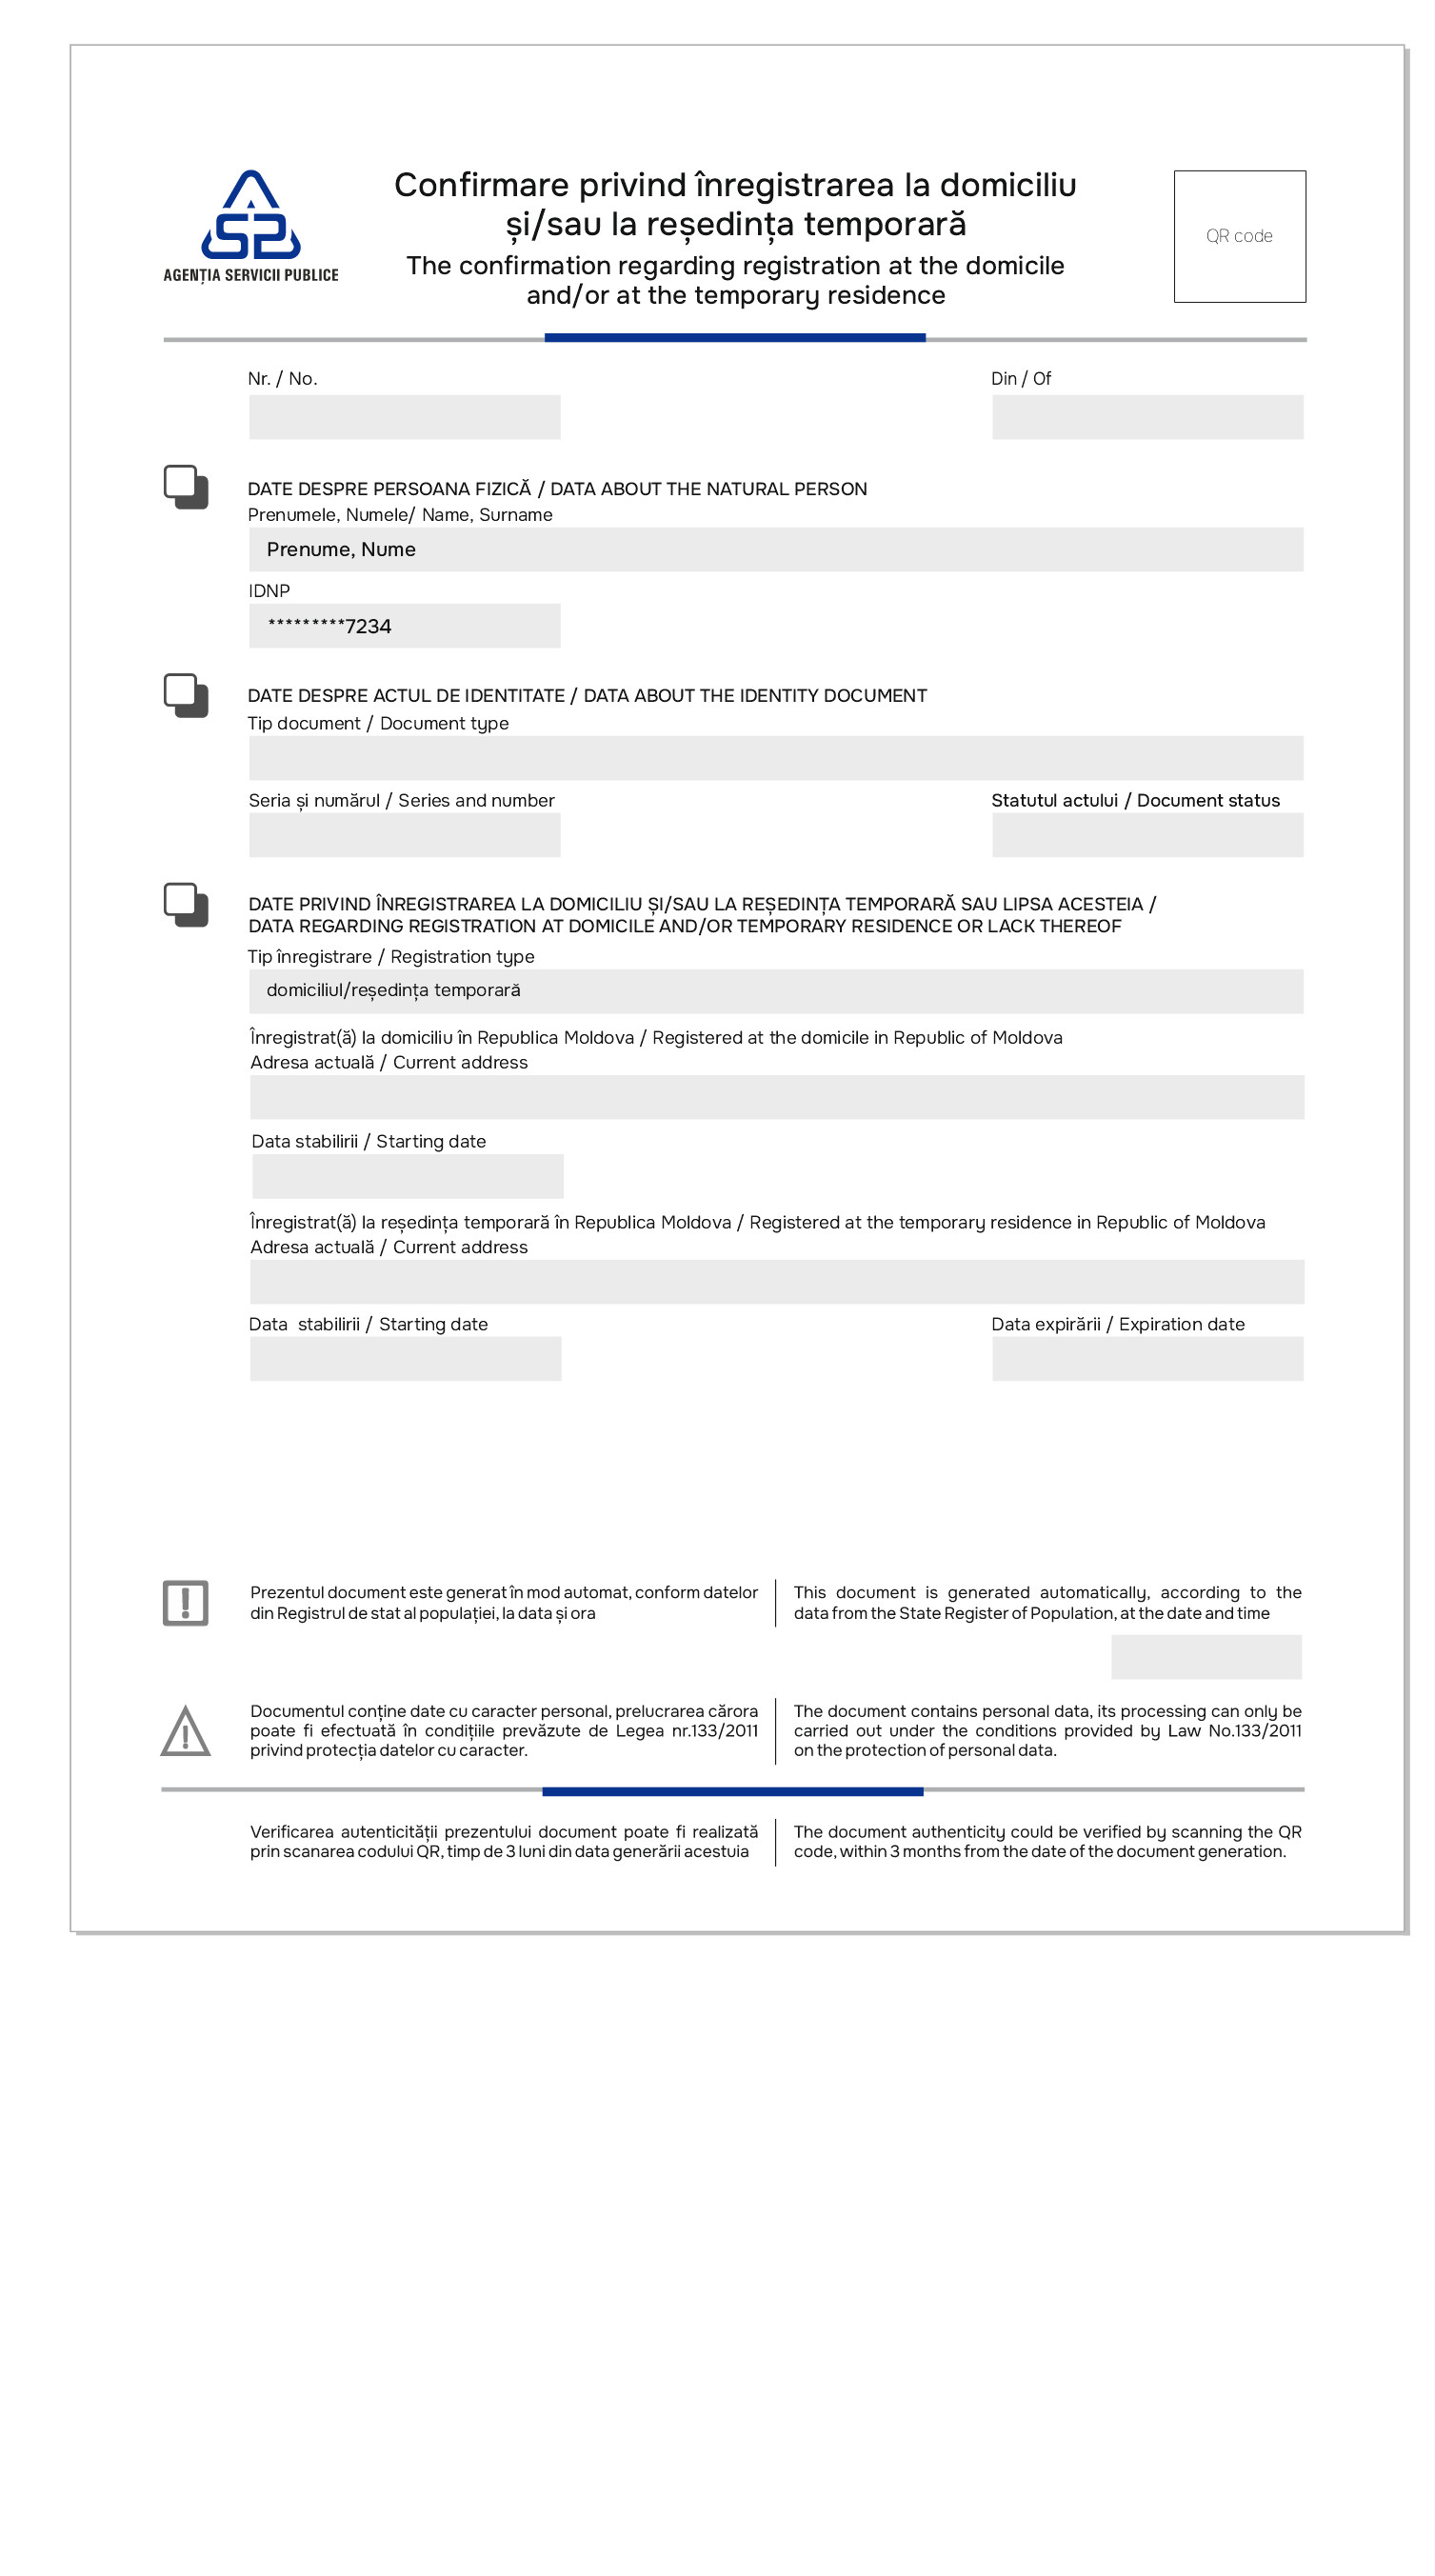 Confirmare privind înregistrarea la domiciliu
și/sau la reședința temporară
The confirmation regarding registration at the domicile
and/or at the temporary residence
AGENȚIA SERVICII PUBLICE
QR code
Nr. / No.
Din / Of
DATE DESPRE PERSOANA FIZICĂ / DATA ABOUT THE NATURAL PERSON
Prenumele, Numele/ Name, Surname
Prenume, Nume
IDNP
*********7234
DATE DESPRE ACTUL DE IDENTITATE / DATA ABOUT THE IDENTITY DOCUMENT
Tip document / Document type
Seria și numărul / Series and number
Statutul actului / Document status
DATE PRIVIND ÎNREGISTRAREA LA DOMICILIU ȘI/SAU LA REȘEDINȚA TEMPORARĂ SAU LIPSA ACESTEIA /
DATA REGARDING REGISTRATION AT DOMICILE AND/OR TEMPORARY RESIDENCE OR LACK THEREOF
Tip înregistrare / Registration type
domiciliul/reședința temporară
Înregistrat(ă) la domiciliu în Republica Moldova / Registered at the domicile in Republic of Moldova
Adresa actuală / Current address
Data stabilirii / Starting date
Înregistrat(ă) la reședința temporară în Republica Moldova / Registered at the temporary residence in Republic of Moldova
Adresa actuală / Current address
Data stabilirii / Starting date
Data expirării / Expiration date
Prezentul document este generat în mod automat, conform datelor
din Registrul de stat al populației, la data și ora
This document is generated automatically, according to the
data from the State Register of Population, at the date and time
Documentul conține date cu caracter personal, prelucrarea cărora
poate fi efectuată în condițiile prevăzute de Legea nr.133/2011
privind protecția datelor cu caracter.
The document contains personal data, its processing can only be
carried out under the conditions provided by Law No.133/2011
on the protection of personal data.
Verificarea autenticității prezentului document poate fi realizată
prin scanarea codului QR, timp de 3 luni din data generării acestuia
The document authenticity could be verified by scanning the QR
code, within 3 months from the date of the document generation.